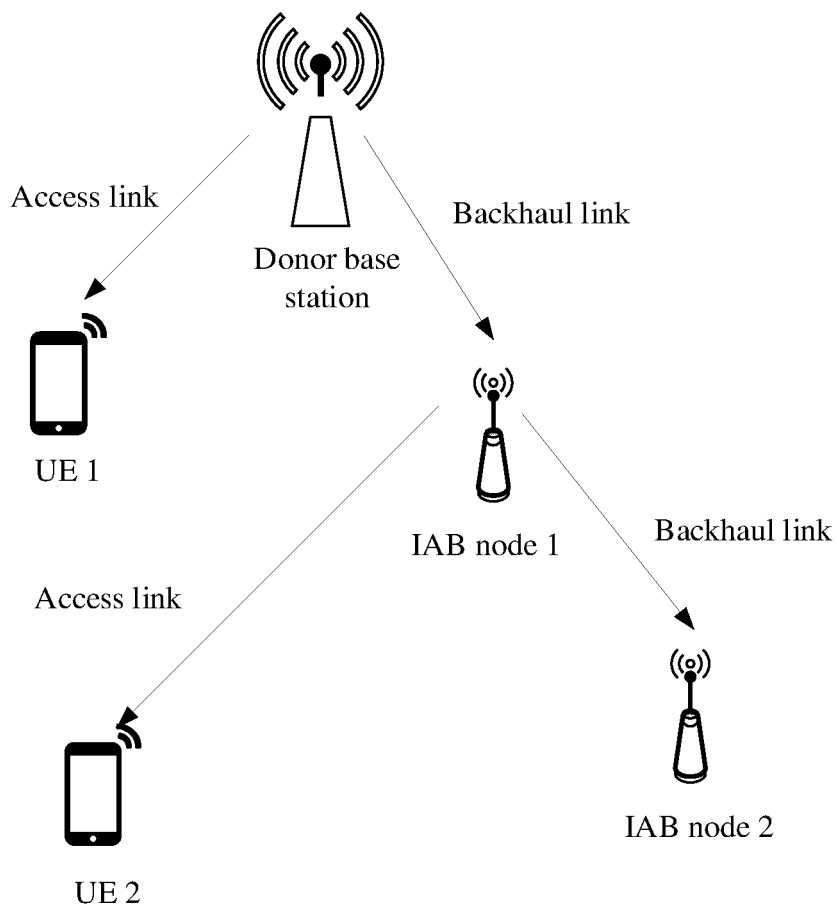 Access link
Backhaul link
Donor base
station
UE 1
IAB node 1
Backhaul link
Access link
IAB node 2
UE 2